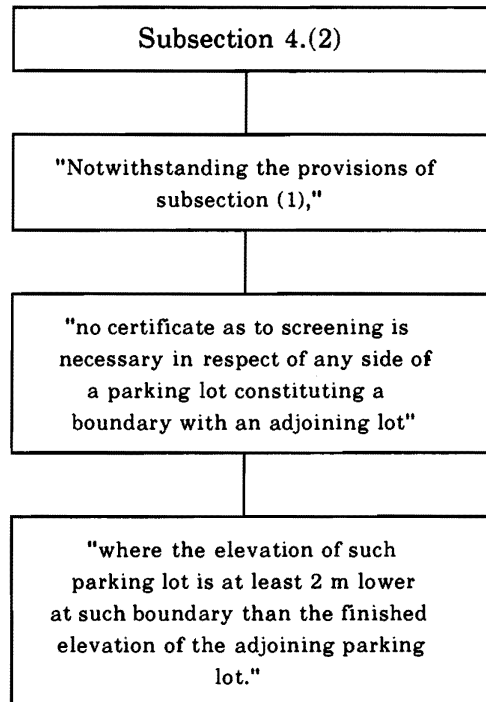 Subsection 4.(2)
"Notwithstanding the provisions of
subsection (1),"
"no certificate as to screening is
necessary in respect of any side of
a parking lot constituting a
boundary with an adjoining lot"
"where the elevation of such
parking lot is at least 2 m lower
at such boundary than the finished
elevation of the adjoining parking
lot."